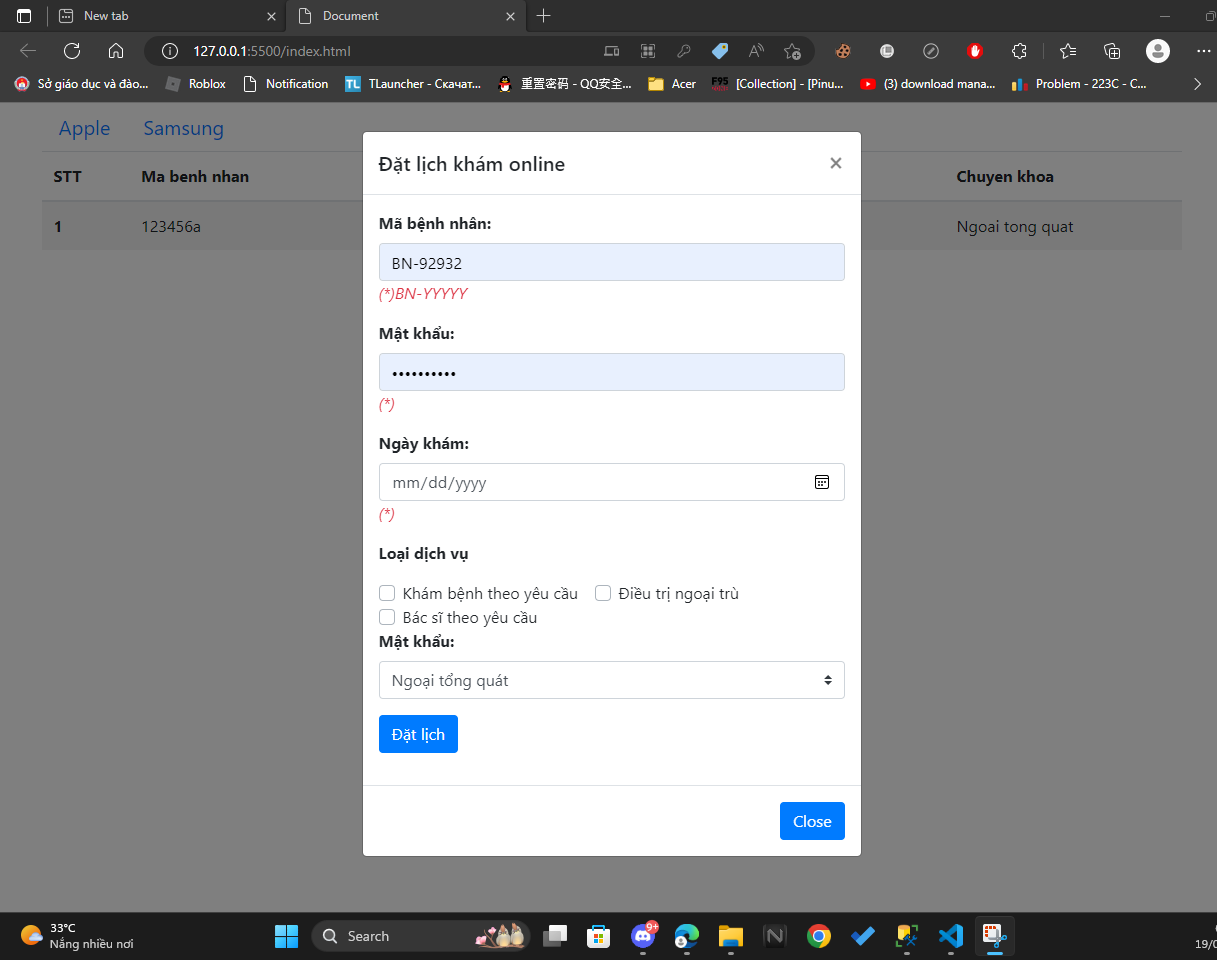 New tab
Document
127.0.0.1:5500/index.html
Sở giáo dục và đào...
Roblox
Notification
TL
TLauncher - Скачат...
重置密码 - QQ安全...
Acer
F95
[Collection] - [Pinu...
(3) download mana...
Problem - 223C - C...
Apple
Samsung
STT
Ma benh nhan
Chuyen khoa
1
123456a
Ngoai tong quat
Đặt lịch khám online
×
Mã bệnh nhân:
BN-92932
(*)BN-YYYYY
Mật khẩu:
(*)
Ngày khám:
mm/dd/yyyy
(*)
Loại dịch vụ
Khám bệnh theo yêu cầu
Điều trị ngoại trù
Bác sĩ theo yêu cầu
Mật khẩu:
Ngoại tổng quát
Đặt lịch
Close
33°C
Nắng nhiều nơi
Search
9+
19/0